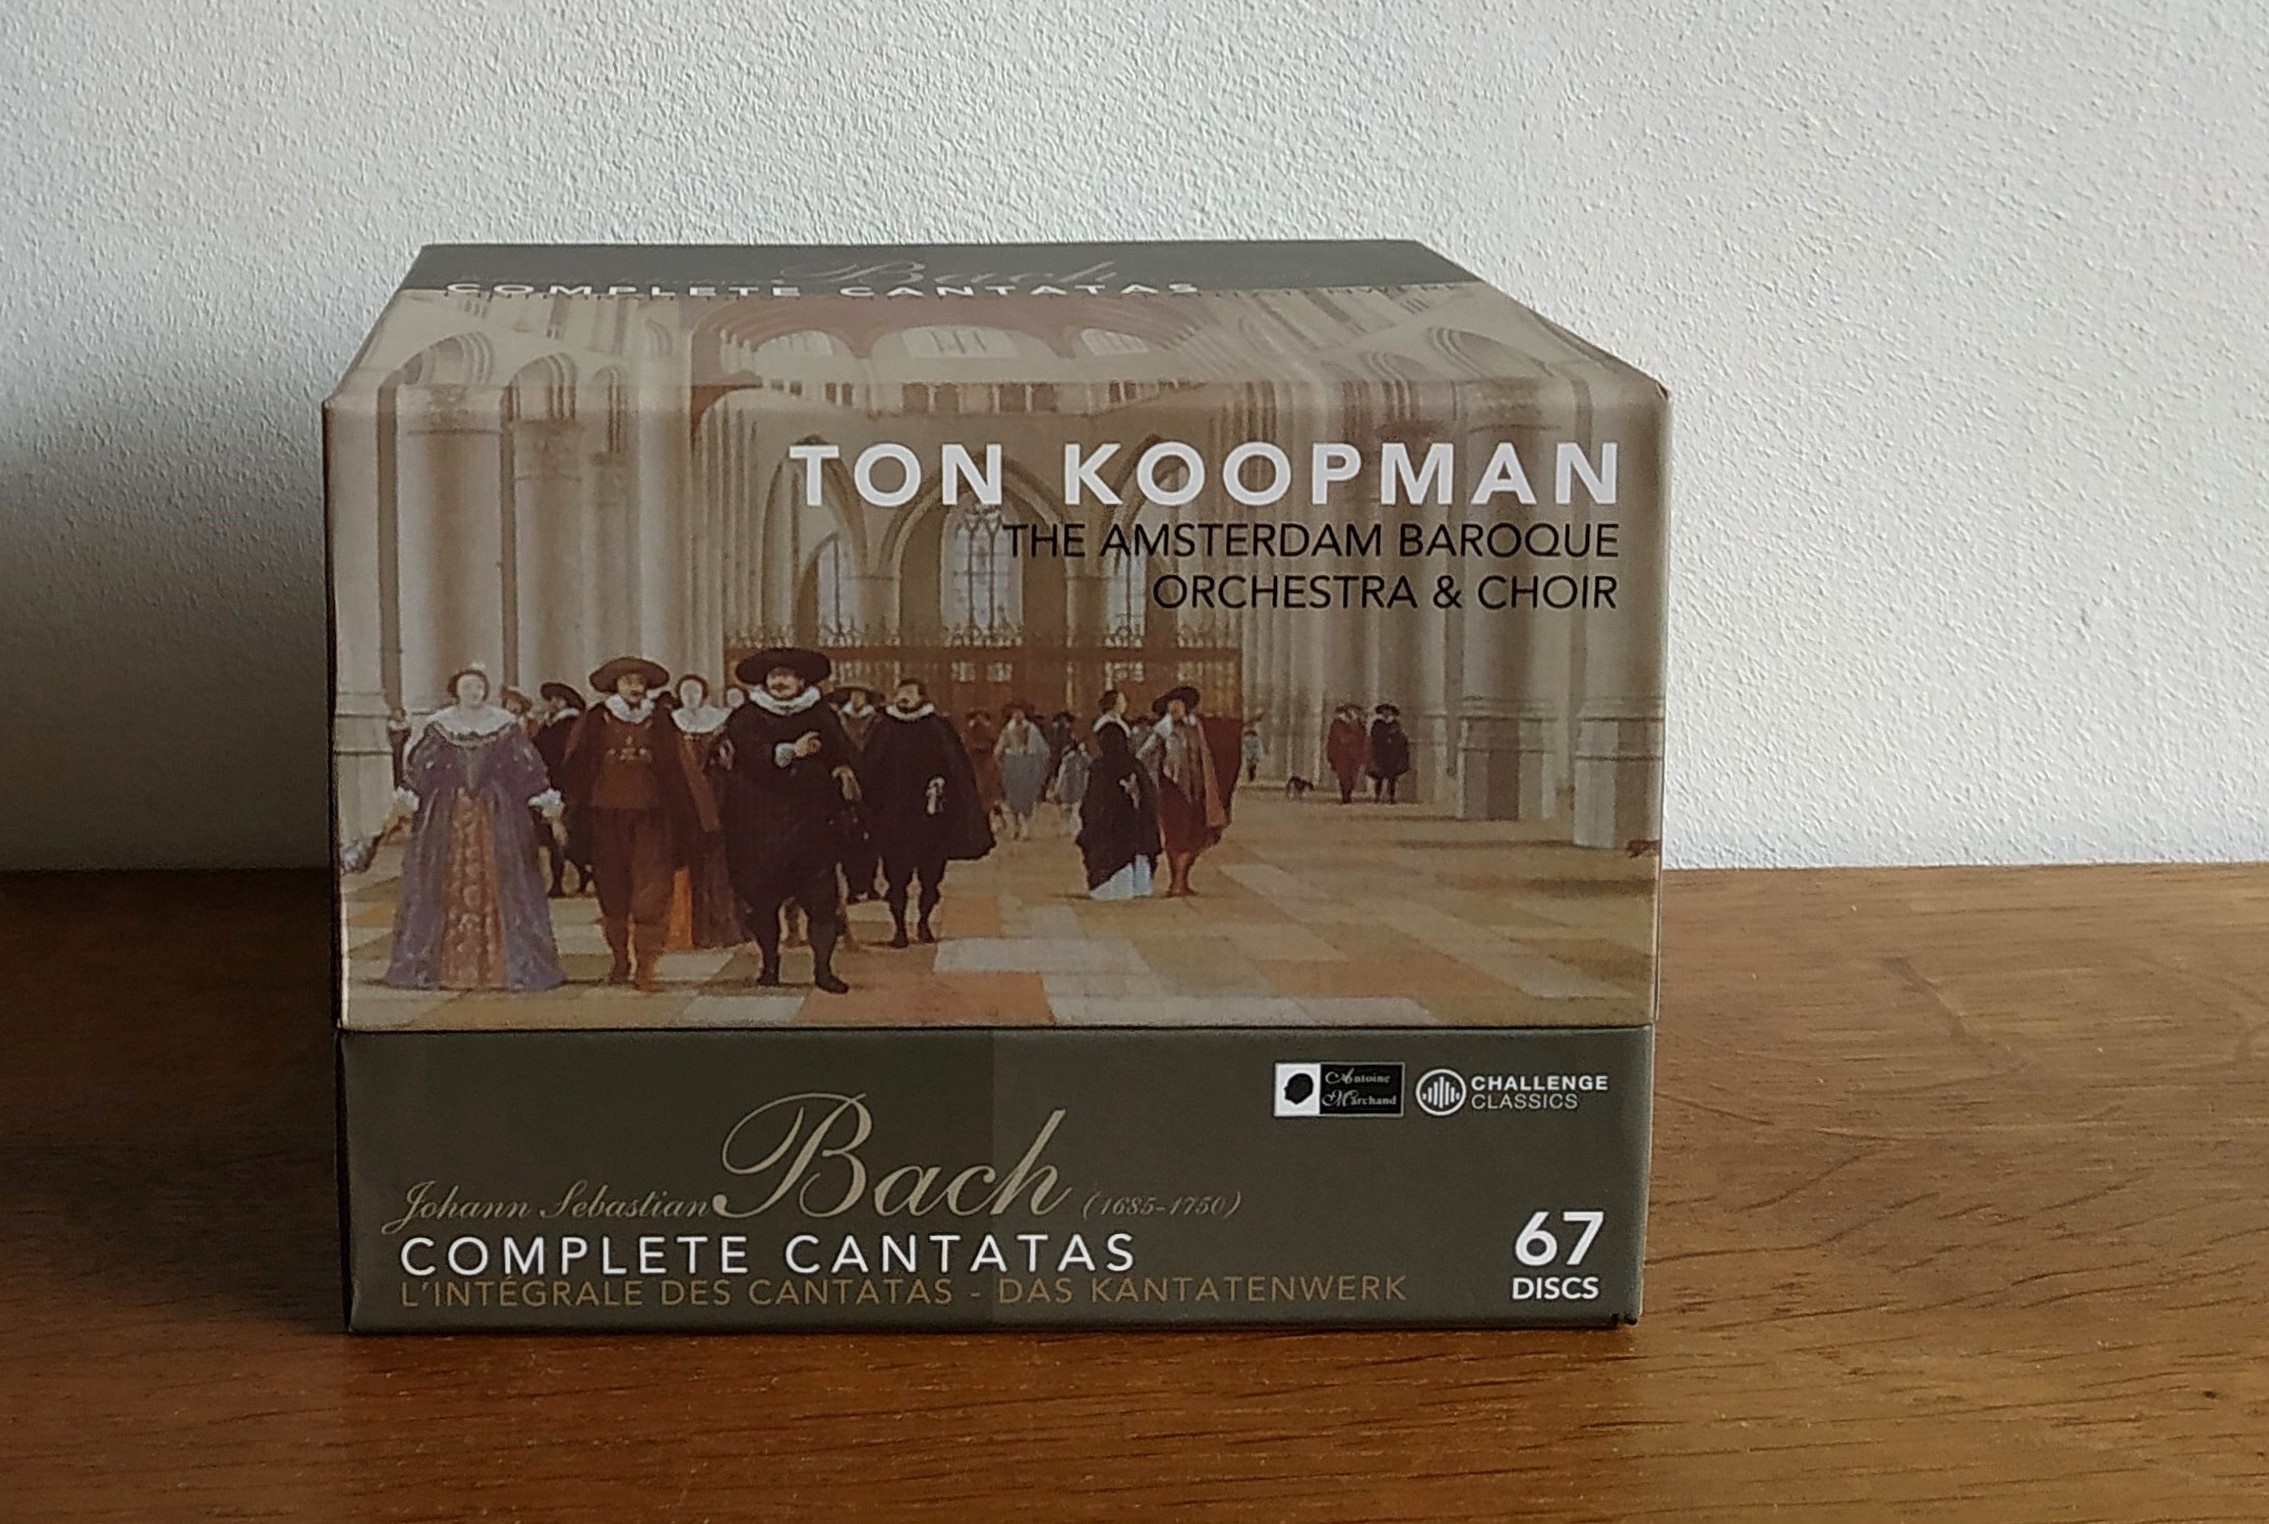 Bach
COMPLETE CANTATAS
TON KOOPMAN
THE AMSTERDAM BAROQUE
ORCHESTRA & CHOIR
Antoine
Marchand
CHALLENGE
CLASSICS
Johann Sebastian Bach (1685-1750)
COMPLETE CANTATAS
L'INTÉGRALE DES CANTATAS - DAS KANTATENWERK
67
DISCS